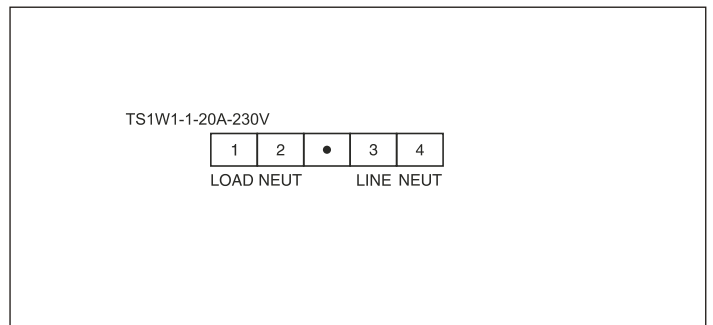 TS1W1-1-20A-230V
1 2 • 3 4
LOAD NEUT LINE NEUT